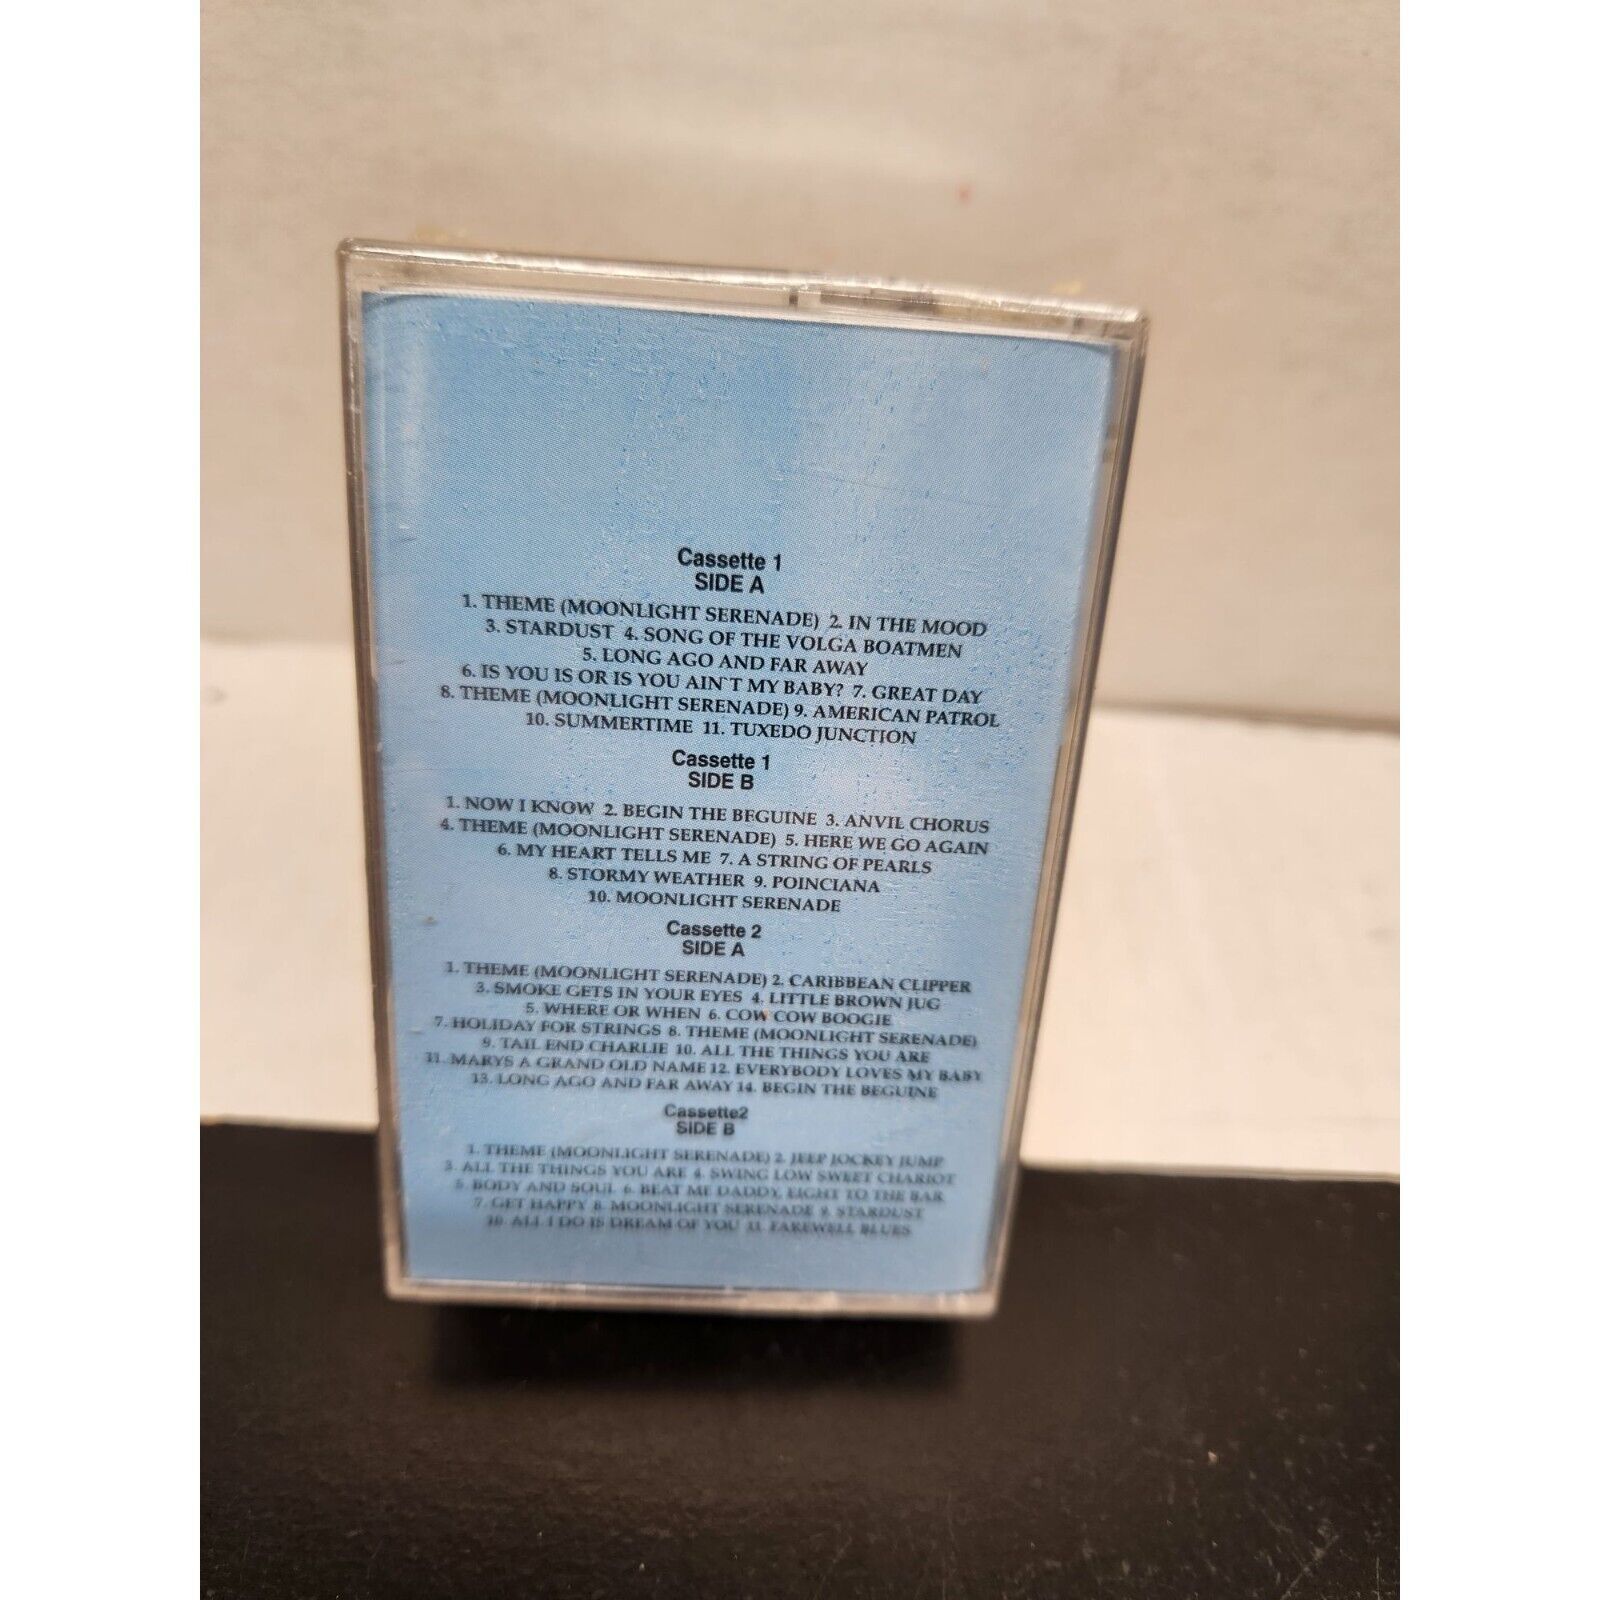 Cassette 1
SIDE A
1. THEME (MOONLIGHT SERENADE) 2. IN THE MOOD
3. STARDUST 4. SONG OF THE VOLGA BOATMEN
5. LONG AGO AND FAR AWAY
6. IS YOU IS OR IS YOU AIN`T MY BABY? 7. GREAT DAY
8. THEME (MOONLIGHT SERENADE) 9. AMERICAN PATROL
10. SUMMERTIME 11. TUXEDO JUNCTION
Cassette 1
SIDE B
1. NOW I KNOW 2. BEGIN THE BEGUINE 3. ANVIL CHORUS
4. THEME (MOONLIGHT SERENADE) 5. HERE WE GO AGAIN
6. MY HEART TELLS ME 7. A STRING OF PEARLS
8. STORMY WEATHER 9. POINCIANA
10. MOONLIGHT SERENADE
Cassette 2
SIDE A
1. THEME (MOONLIGHT SERENADE) 2. CARIBBEAN CLIPPER
3. SMOKE GETS IN YOUR EYES 4. LITTLE BROWN JUG
5. WHERE OR WHEN 6. COW COW BOOGIE
7. HOLIDAY FOR STRINGS 8. THEME (MOONLIGHT SERENADE)
9. TAIL END CHARLIE 10. ALL THE THINGS YOU ARE
11. MARYS A GRAND OLD NAME 12. EVERYBODY LOVES MY BABY
13. LONG AGO AND FAR AWAY 14. BEGIN THE BEGUINE
Cassette2
SIDE B
1. THEME (MOONLIGHT SERENADE) 2. JEEP JOCKEY JUMP
3. ALL THE THINGS YOU ARE 4. SWING LOW SWEET CHARIOT
5. BODY AND SOUL 6. BEAT ME DADDY, EIGHT TO THE BAR
7. GET HAPPY 8. MOONLIGHT SERENADE 9. STARDUST
10. ALL I DO IS DREAM OF YOU 11. FAREWELL BLUES